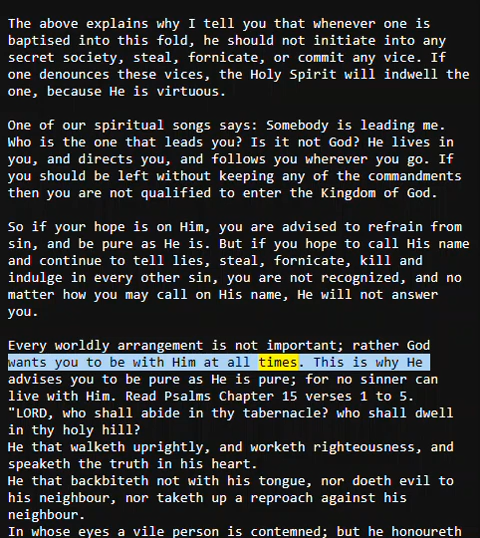 The above explains why I tell you that whenever one is
baptised into this fold, he should not initiate into any
secret society, steal, fornicate, or commit any vice. If
one denounces these vices, the Holy Spirit will indwell the
one, because He is virtuous.
One of our spiritual songs says: Somebody is leading me.
Who is the one that leads you? Is it not God? He lives in
you, and directs you, and follows you wherever you go. If
you should be left without keeping any of the commandments
then you are not qualified to enter the Kingdom of God.
So if your hope is on Him, you are advised to refrain from
sin, and be pure as He is. But if you hope to call His name
and continue to tell lies, steal, fornicate, kill and
indulge in every other sin, you are not recognized, and no
matter how you may call on His name, He will not answer
you.
Every worldly arrangement is not important; rather God
wants you to be with Him at all times. This is why He
advises you to be pure as He is pure; for no sinner can
live with Him. Read Psalms Chapter 15 verses 1 to 5.
"LORD, who shall abide in thy tabernacle? who shall dwell
in thy holy hill?
He that walketh uprightly, and worketh righteousness, and
speaketh the truth in his heart.
He that backbiteth not with his tongue, nor doeth evil to
his neighbour, nor taketh up a reproach against his
neighbour.
In whose eyes a vile person is contemned; but he honoureth